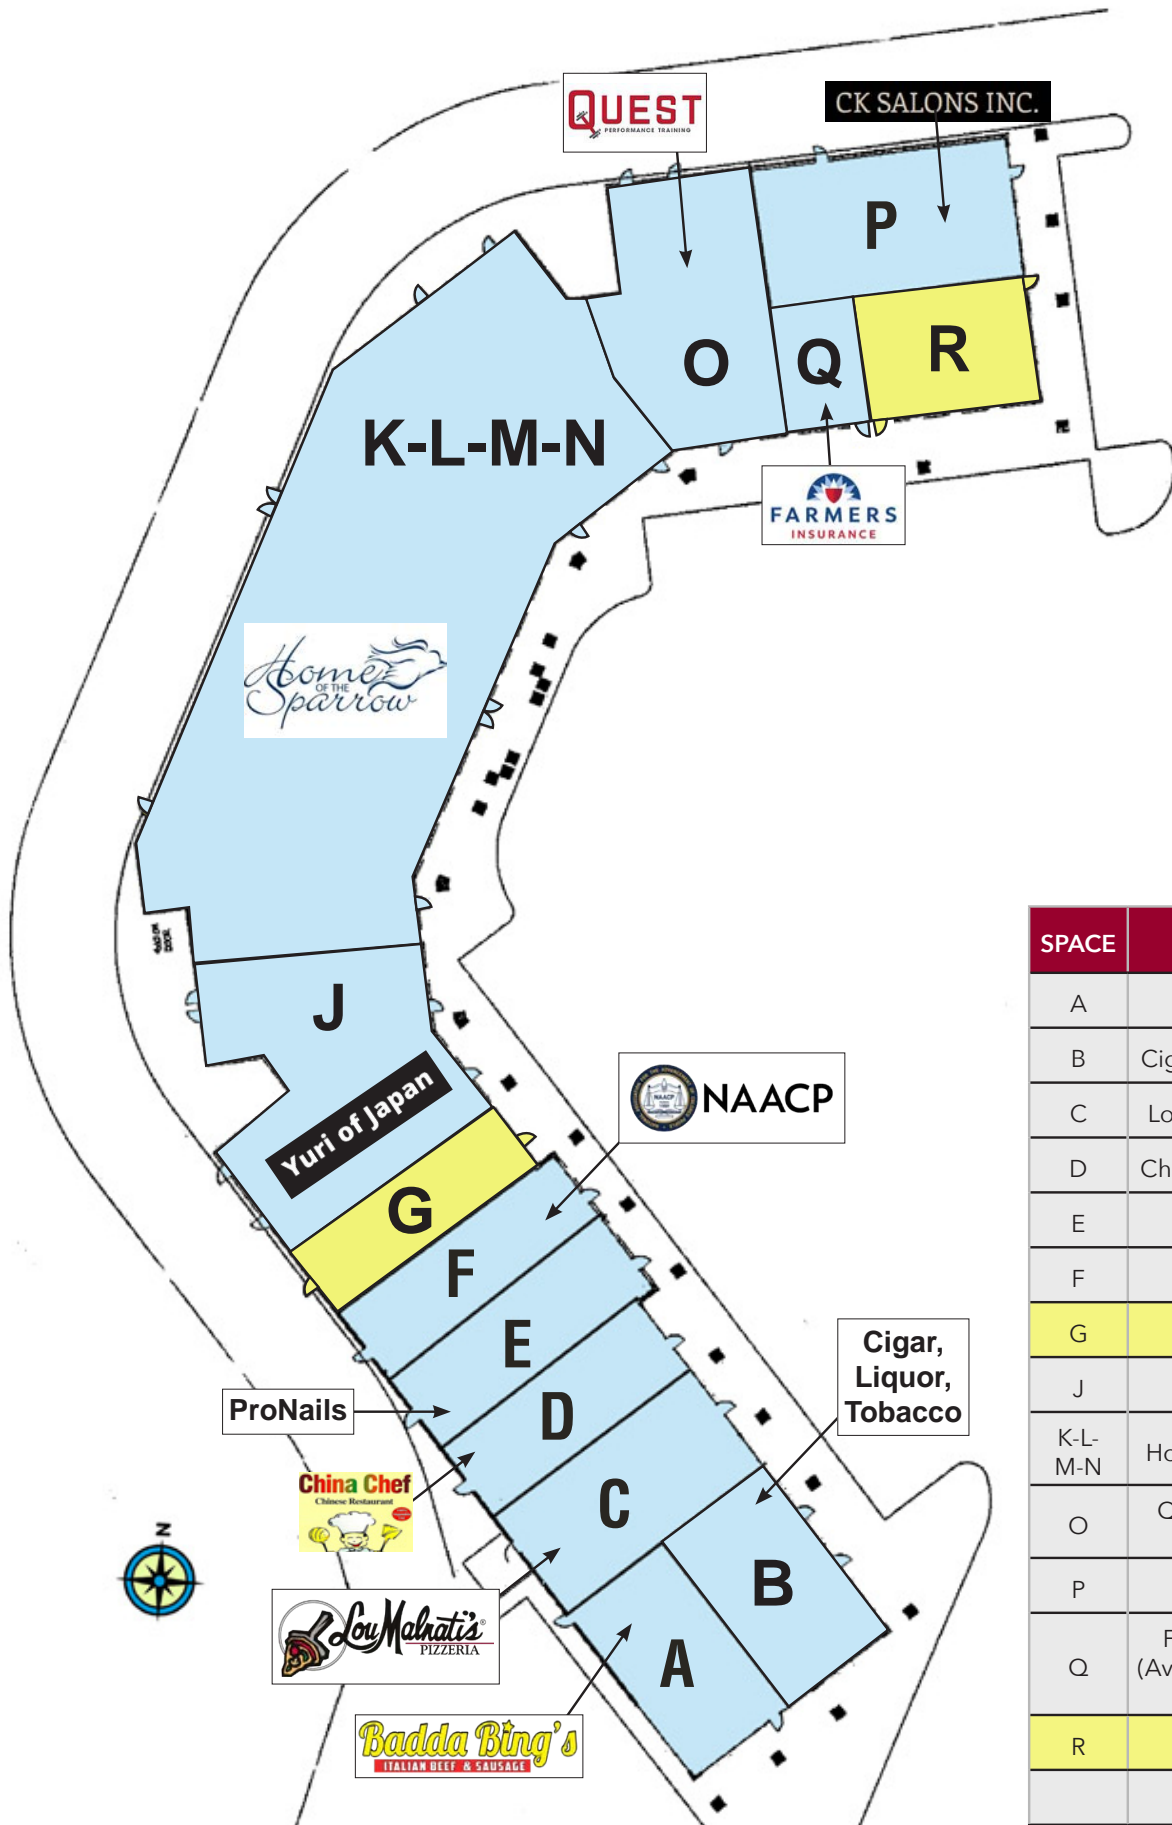 QUEST
PERFORMANCE TRAINING
CK SALONS INC.
P
O
Q
R
K-L-M-N
FARMERS
INSURANCE
Home
OF THE
Sparrow
J
Yuri of Japan
NAACP
G
F
E
D
C
B
A
ProNails
Cigar,
Liquor,
Tobacco
China Chef
Chinese Restaurant
N
Lou Malnati's
PIZZERIA
Badda Bing's
ITALIAN BEEF & SAUSAGE
SPACE
A
B Cig
C Lo
D Ch
E
F
G
J
K-L-
M-N Ho
O Q
P
Q F
(Av
R